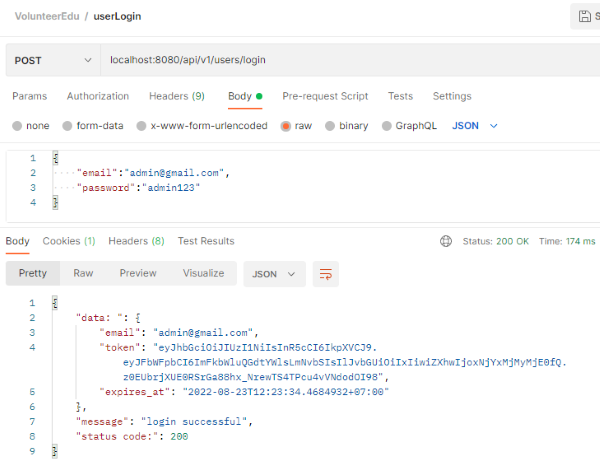 VolunteerEdu / userLogin
POST localhost:8080/api/v1/users/login
Params Authorization Headers (9) Body Pre-request Script Tests Settings
none form-data x-www-form-urlencoded raw binary GraphQL JSON
1 {
2 "email":"admin@gmail.com",
3 "password":"admin123"
4 }
Body Cookies (1) Headers (8) Test Results Status: 200 OK Time: 174 ms
Pretty Raw Preview Visualize JSON
1 {
2 "data: ": {
3 "email": "admin@gmail.com",
4 "token": "eyJhbGciOiJIUzI1NiIsInR5cCI6IkpXVCJ9.
eyJFbWFpbCI6ImFkbWluQGdtYWlsLmNvbSIsIlJvbGUiOiIxIiwiZXhwIjoxNjYxMjMyMjE0fQ.
z0EUbrjXUE0RSrGa88hx_NrewTS4TPcu4vVNdodOI98",
5 "expires_at": "2022-08-23T12:23:34.4684932+07:00"
6 },
7 "message": "login successful",
8 "status code:": 200
9 }